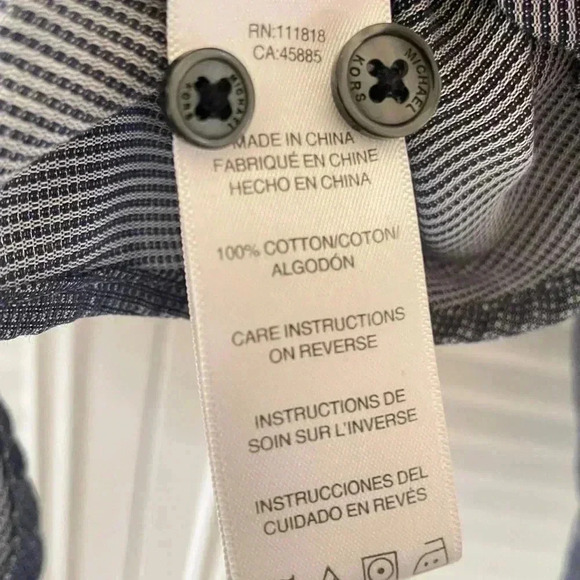 RN:111818
CA:45885
MICHAEL KORS
MICHAEL KORS
MADE IN CHINA
FABRIQUÉ EN CHINE
HECHO EN CHINA
100% COTTON/COTON/
ALGODÓN
CARE INSTRUCTIONS
ON REVERSE
INSTRUCTIONS DE
SOIN SUR L'INVERSE
INSTRUCCIONES DEL
CUIDADO EN REVÉS